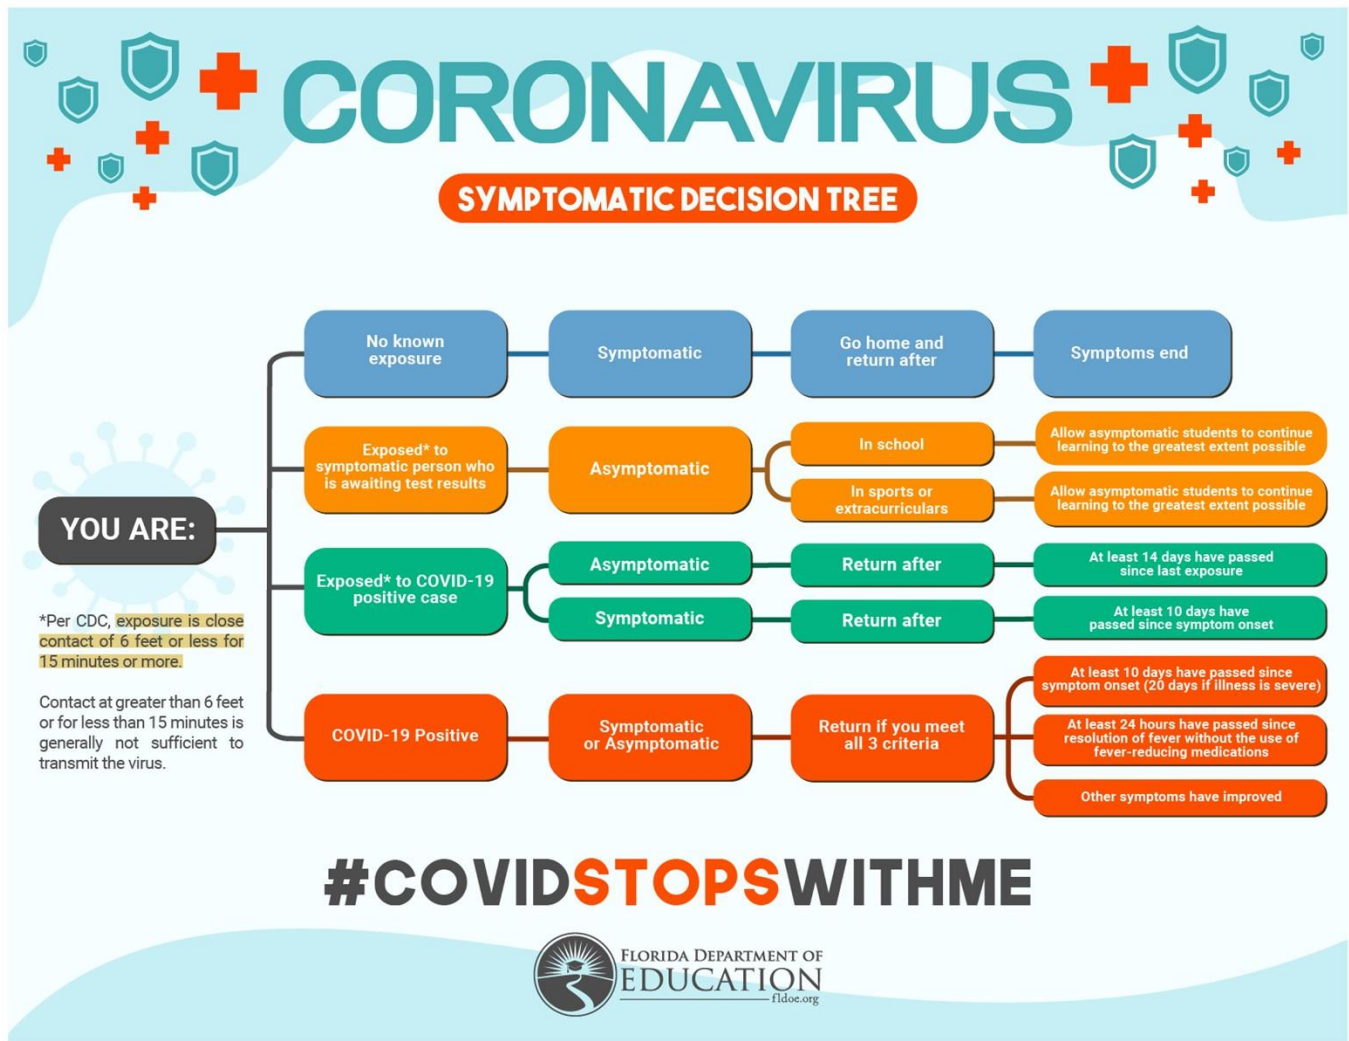 CORONAVIRUS
SYMPTOMATIC DECISION TREE
YOU ARE:
*Per CDC, exposure is close
contact of 6 feet or less for
15 minutes or more.
Contact at greater than 6 feet
or for less than 15 minutes is
generally not sufficient to
transmit the virus.
No known
exposure
Symptomatic
Go home and
return after
Symptoms end
Exposed* to
symptomatic person who
is awaiting test results
Asymptomatic
In school
Allow asymptomatic students to continue
learning to the greatest extent possible
In sports or
extracurriculars
Allow asymptomatic students to continue
learning to the greatest extent possible
Exposed* to COVID-19
positive case
Asymptomatic
Return after
At least 14 days have passed
since last exposure
Symptomatic
Return after
At least 10 days have
passed since symptom onset
COVID-19 Positive
Symptomatic
or Asymptomatic
Return if you meet
all 3 criteria
At least 10 days have passed since
symptom onset (20 days if illness is severe)
At least 24 hours have passed since
resolution of fever without the use of
fever-reducing medications
Other symptoms have improved
#COVIDSTOPSWITHME
FLORIDA DEPARTMENT OF
EDUCATION
fldoe.org